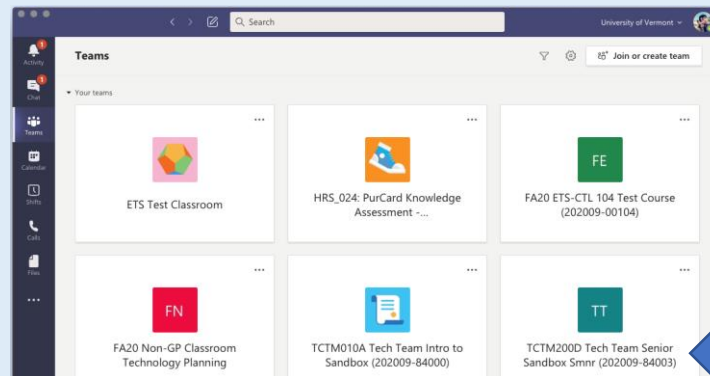 Search
University of Vermont
1
Activity
Teams
Join or create team
1
Chat
Your teams
Teams
Calendar
Shifts
Calls
Files
ETS Test Classroom
HRS_024: PurCard Knowledge
Assessment -...
FE
FA20 ETS-CTL 104 Test Course
(202009-00104)
FN
FA20 Non-GP Classroom
Technology Planning
TCTM010A Tech Team Intro to
Sandbox (202009-84000)
TT
TCTM200D Tech Team Senior
Sandbox Smnr (202009-84003)